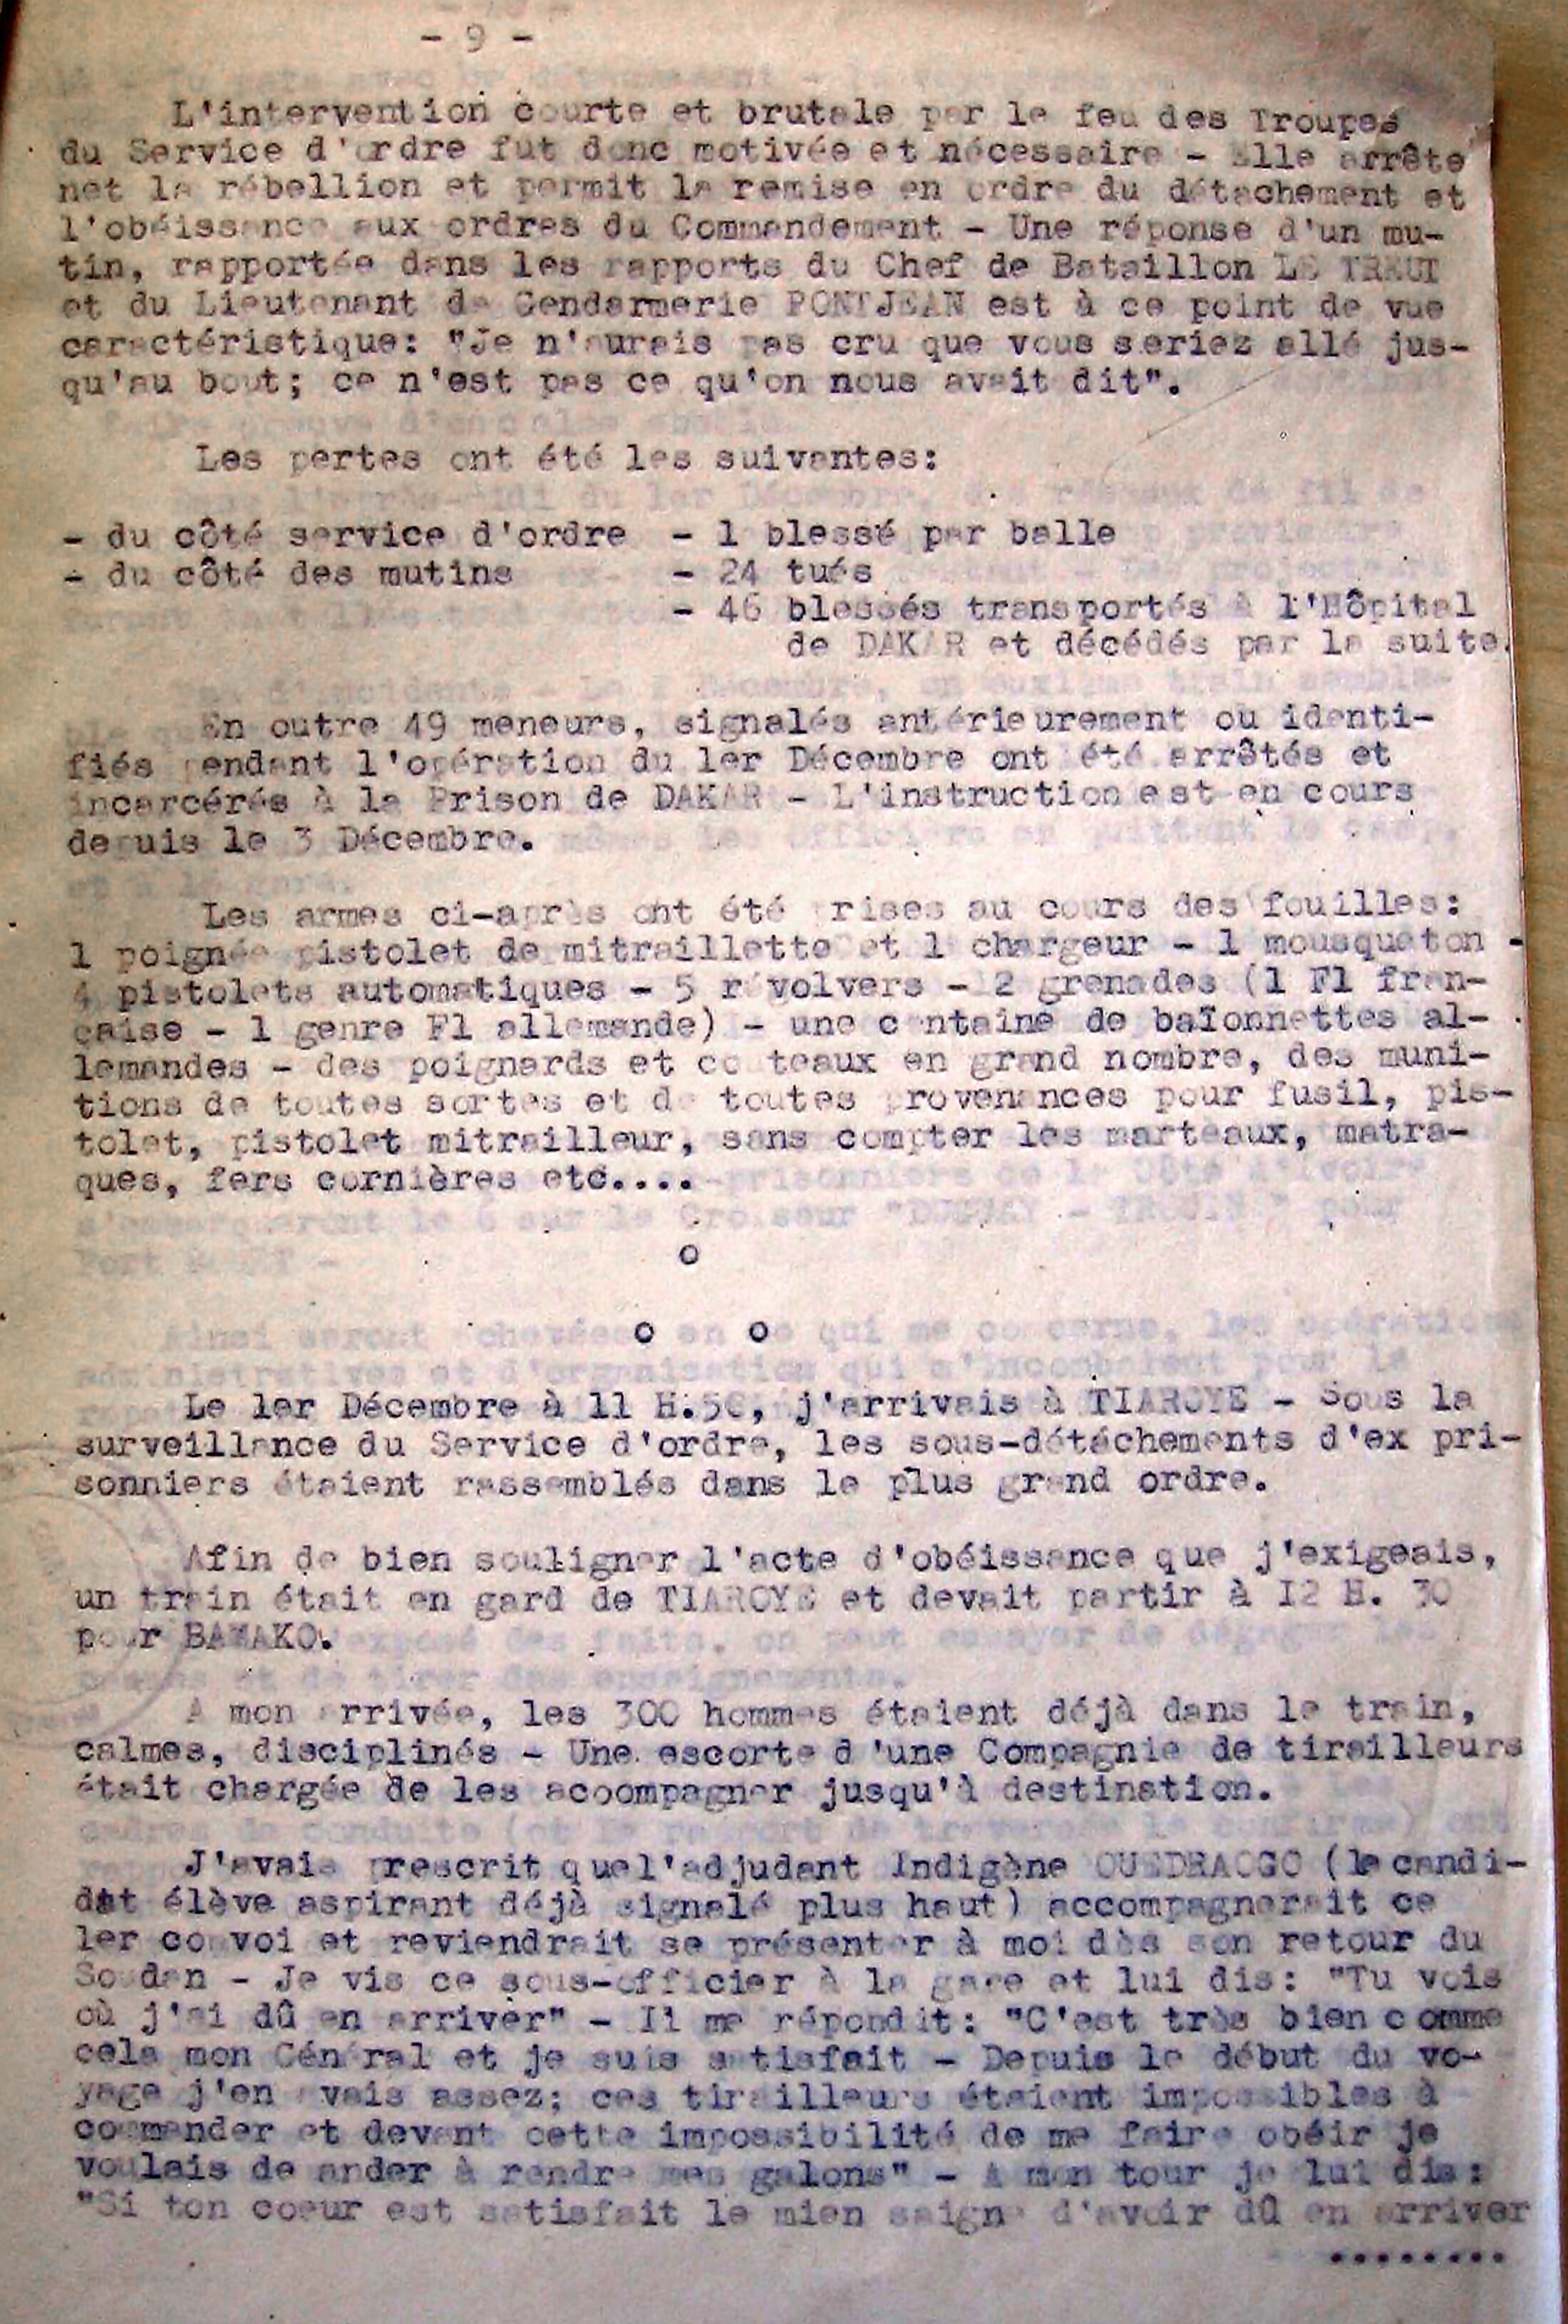 - 9 -
L'intervention courte et brutale par le feu des Troupes
du Service d'ordre fut donc motivée et nécessaire - Elle arrête
net la rébellion et permit la remise en ordre du détachement et
l'obéissance aux ordres du Commandement - Une réponse d'un mu-
tin, rapportée dans les rapports du Chef de Bataillon LE TREUT
et du Lieutenant de Gendarmerie PONTJEAN est à ce point de vue
caractéristique: "Je n'aurais pas cru que vous seriez allé jus-
qu'au bout; ce n'est pas ce qu'on nous avait dit".
Les pertes ont été les suivantes:
- du côté service d'ordre - 1 blessé par balle
- du côté des mutins - 24 tués
- 46 blessés transportés à l'Hôpital
de DAKAR et décédés par la suite.
En outre 49 meneurs, signalés antérieurement ou identi-
fiés pendant l'opération du 1er Décembre ont été arrêtés et
incarcérés à la Prison de DAKAR - L'instruction est en cours
depuis le 3 Décembre.
Les armes ci-après ont été prises au cours des fouilles:
1 poignée pistolet de mitraillette et 1 chargeur - 1 mousqueton -
4 pistolets automatiques - 5 révolvers - 2 grenades (1 F1 fran-
çaise - 1 genre F1 allemande) - une centaine de baïonnettes al-
lemandes - des poignards et couteaux en grand nombre, des muni-
tions de toutes sortes et de toutes provenances pour fusil, pis-
tolet, pistolet mitrailleur, sans compter les marteaux, matra-
ques, fers cornières etc....
o
o o
Le 1er Décembre à 11 H.50, j'arrivais à TIAROYE - Sous la
surveillance du Service d'ordre, les sous-détachements d'ex pri-
sonniers étaient rassemblés dans le plus grand ordre.
Afin de bien souligner l'acte d'obéissance que j'exigeais,
un train était en gard de TIAROYE et devait partir à I2 H. 30
pour BAMAKO.
A mon arrivée, les 300 hommes étaient déjà dans le train,
calmes, disciplinés - Une escorte d'une Compagnie de tirailleurs
était chargée de les acoompagner jusqu'à destination.
J'avais prescrit que l'adjudant Indigène OUEDRAOGO (le candi-
dat élève aspirant déjà signalé plus haut) accompagnerait ce
1er convoi et reviendrait se présenter à moi dès son retour du
Soudan - Je vis ce sous-officier à la gare et lui dis: "Tu vois
où j'ai dû en arriver" - Il me répondit: "C'est très bien comme
cela mon Général et je suis satisfait - Depuis le début du vo-
yage j'en avais assez; ces tirailleurs étaient impossibles à
commander et devant cette impossibilité de me faire obéir je
voulais demander à rendre mes galons" - A mon tour je lui dis:
"Si ton coeur est satisfait le mien saigne d'avoir dû en arriver
........